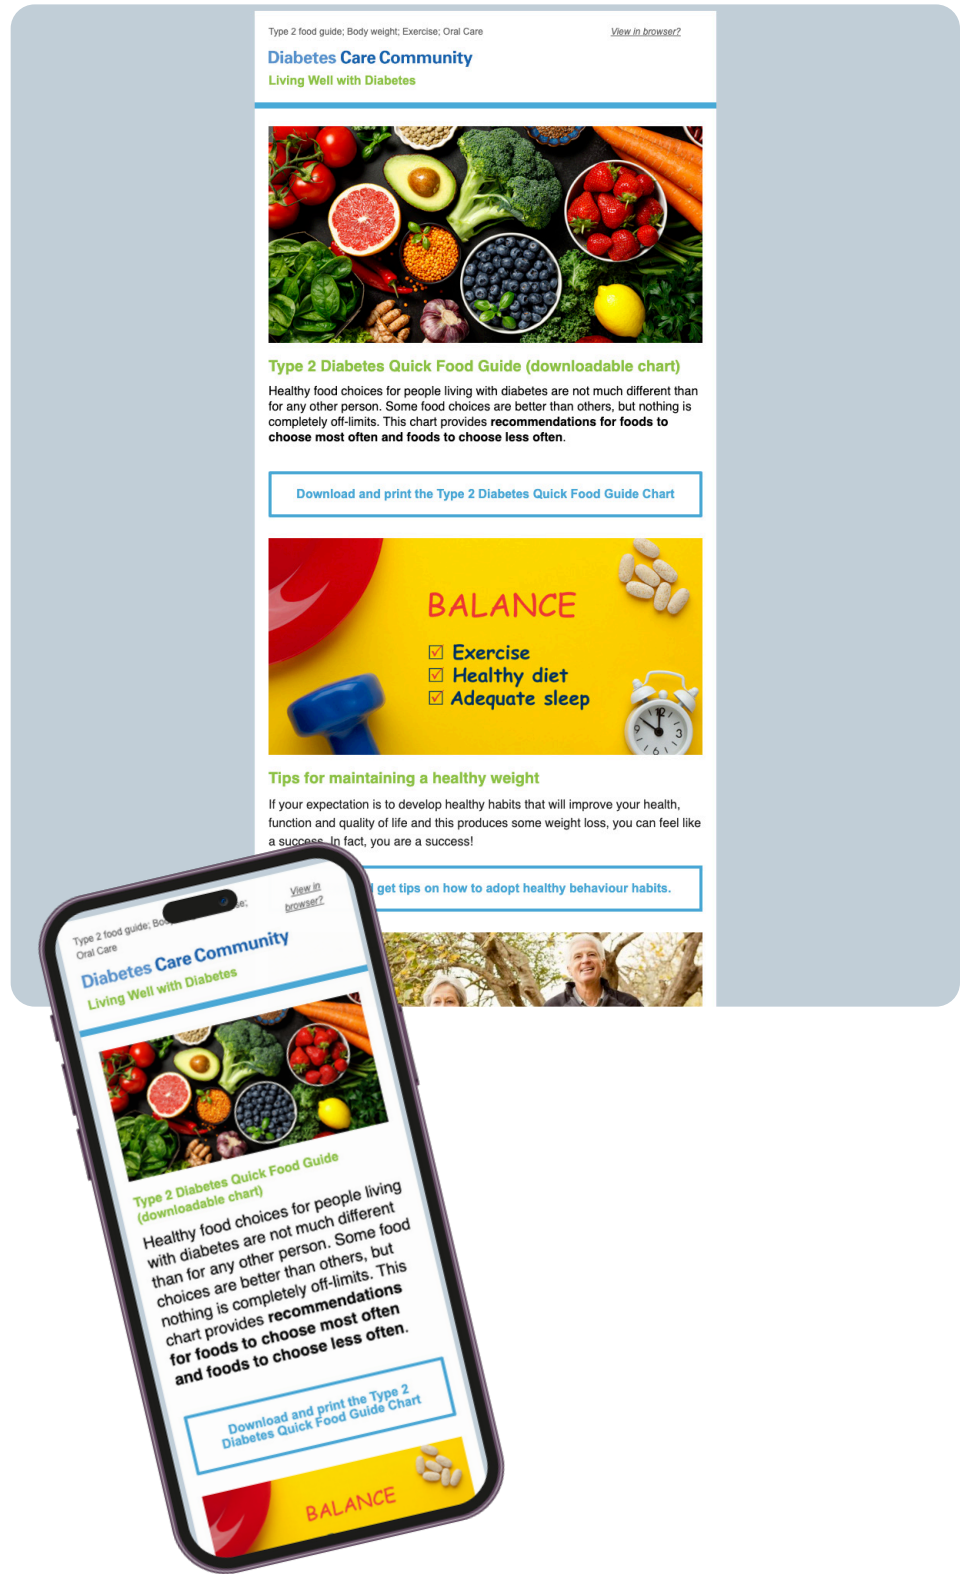 Type 2 food guide; Body weight; Exercise; Oral Care
View in browser?
Diabetes Care Community
Living Well with Diabetes
Type 2 Diabetes Quick Food Guide (downloadable chart)
Healthy food choices for people living with diabetes are not much different than
for any other person. Some food choices are better than others, but nothing is
completely off-limits. This chart provides recommendations for foods to
choose most often and foods to choose less often.
Download and print the Type 2 Diabetes Quick Food Guide Chart
BALANCE
☑ Exercise
☑ Healthy diet
☑ Adequate sleep
12
3
6
Tips for maintaining a healthy weight
If your expectation is to develop healthy habits that will improve your health,
function and quality of life and this produces some weight loss, you can feel like
a success. In fact, you are a success!
get tips on how to adopt healthy behaviour habits.
Type 2 food guide;
Oral Care
View in
browser?
Diabetes Care Community
Living Well with Diabetes
Type 2 Diabetes Quick Food Guide
(downloadable chart)
Healthy food choices for people living
with diabetes are not much different
than for any other person. Some food
choices are better than others, but
nothing is completely off-limits. This
chart provides recommendations
for foods to choose most often
and foods to choose less often.
Download and print the Type 2
Diabetes Quick Food Guide Chart
BALANCE